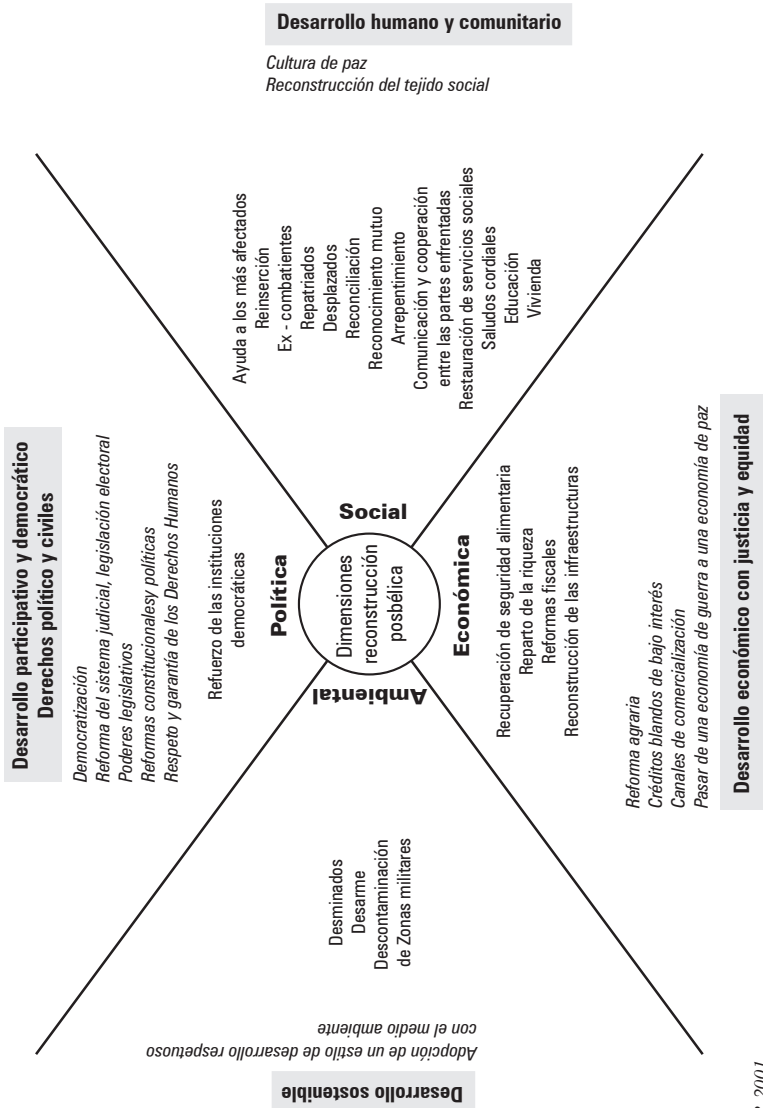 Desarrollo participativo y democrático
Derechos político y civiles
Democratización
Reforma del sistema judicial, legislación electoral
Poderes legislativos
Reformas constitucionalesy políticas
Respeto y garantía de los Derechos Humanos
Refuerzo de las instituciones
democráticas
Política
Desarrollo humano y comunitario
Cultura de paz
Reconstrucción del tejido social
Ayuda a los más afectados
Reinserción
Ex - combatientes
Repatriados
Desplazados
Reconciliación
Reconocimiento mutuo
Arrepentimiento
Comunicación y cooperación
entre las partes enfrentadas
Restauración de servicios sociales
Saludos cordiales
Educación
Vivienda
Social
Dimensiones
reconstrucción
posbélica
Ambiental
Desminados
Desarme
Descontaminación
de Zonas militares
Adopción de un estilo de desarrollo respetuoso
con el medio ambiente
Desarrollo sostenible
Económica
Recuperación de seguridad alimentaria
Reparto de la riqueza
Reformas fiscales
Reconstrucción de las infraestructuras
Reforma agraria
Créditos blandos de bajo interés
Canales de comercialización
Pasar de una economía de guerra a una economía de paz
Desarrollo económico con justicia y equidad
2001